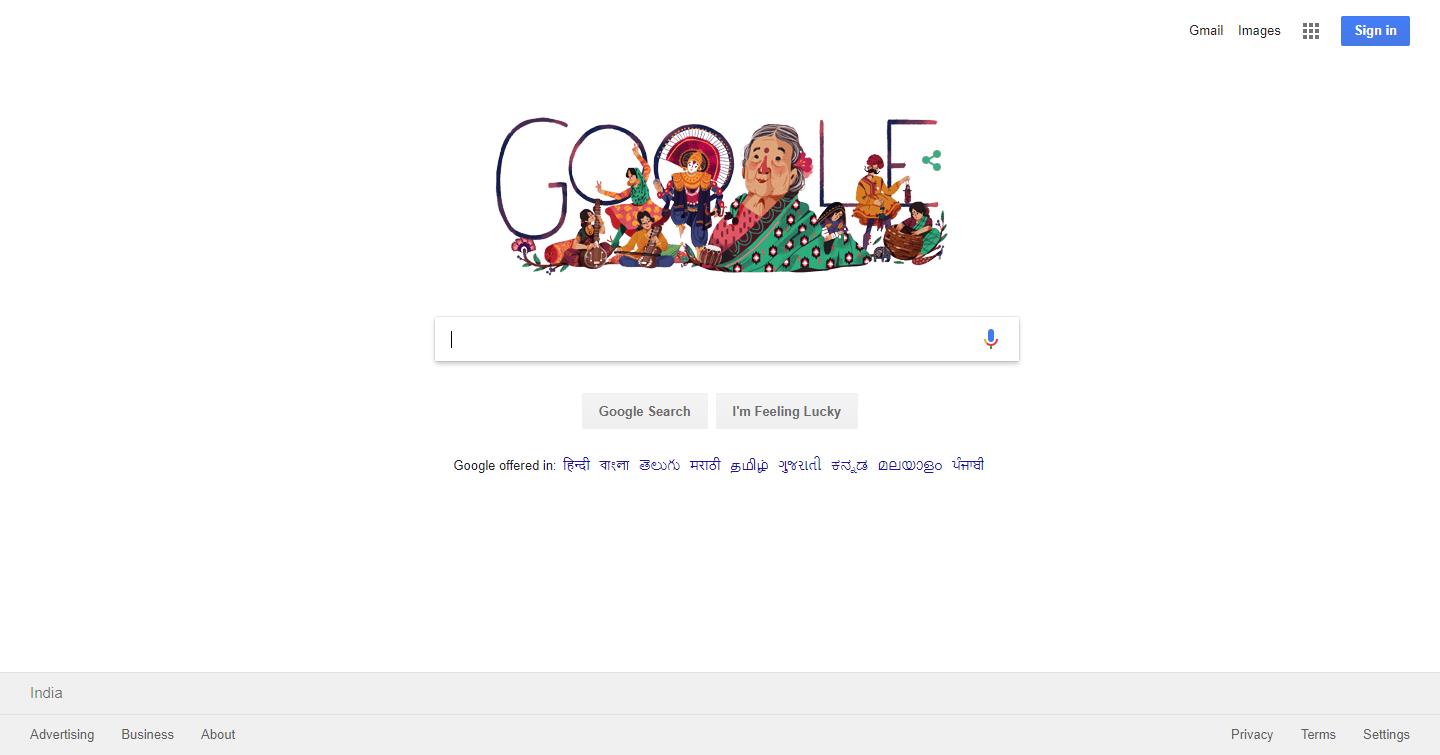 Gmail Images Sign in
GOOGLE
Google Search I'm Feeling Lucky
Google offered in: हिन्दी বাংলা తెలుగు मराठी தமிழ் ગુજરાતી ಕನ್ನಡ മലയാളം ਪੰਜਾਬੀ
India
Advertising Business About Privacy Terms Settings